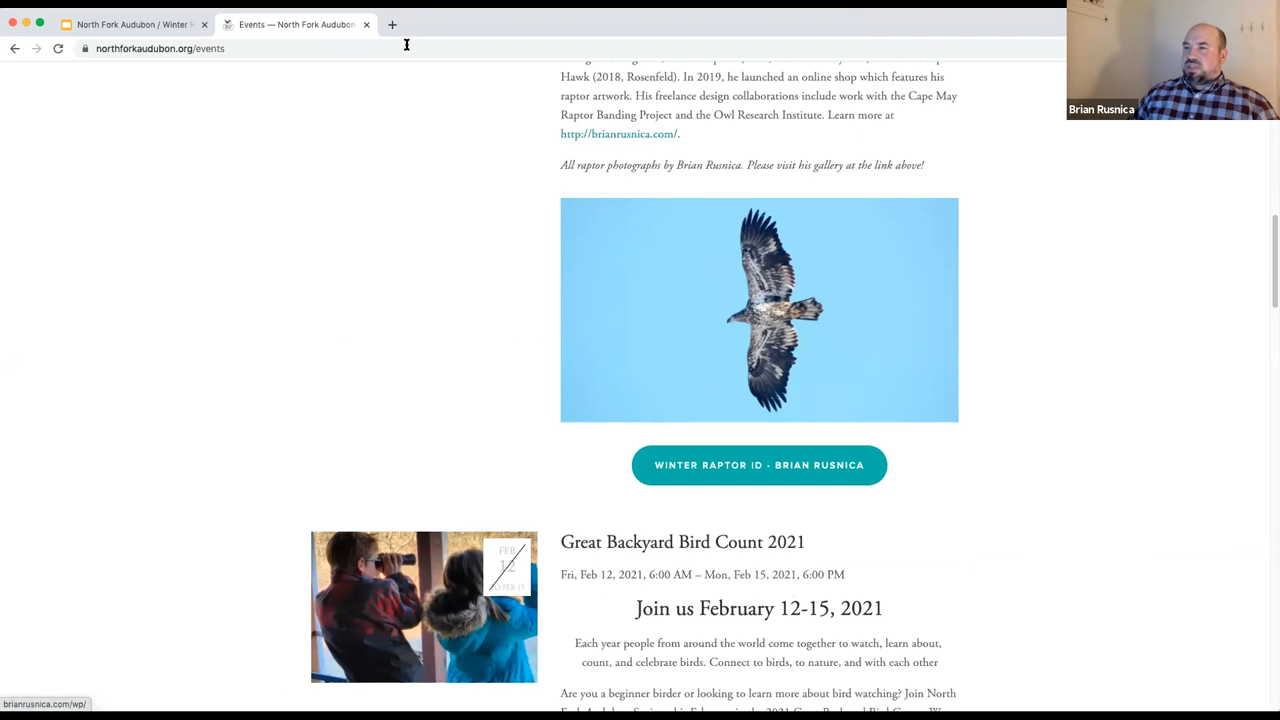 North Fork Audubon / Winter R
Events — North Fork Audubon
northforkaudubon.org/events
Hawk (2018, Rosenfeld). In 2019, he launched an online shop which features his
raptor artwork. His freelance design collaborations include work with the Cape May
Raptor Banding Project and the Owl Research Institute. Learn more at
http://brianrusnica.com/.
All raptor photographs by Brian Rusnica. Please visit his gallery at the link above!
WINTER RAPTOR ID - BRIAN RUSNICA
Great Backyard Bird Count 2021
FEB
12
TO FEB 15
Fri, Feb 12, 2021, 6:00 AM – Mon, Feb 15, 2021, 6:00 PM
Join us February 12-15, 2021
Each year people from around the world come together to watch, learn about,
count, and celebrate birds. Connect to birds, to nature, and with each other
Are you a beginner birder or looking to learn more about bird watching? Join North
brianrusnica.com/wp/
Brian Rusnica